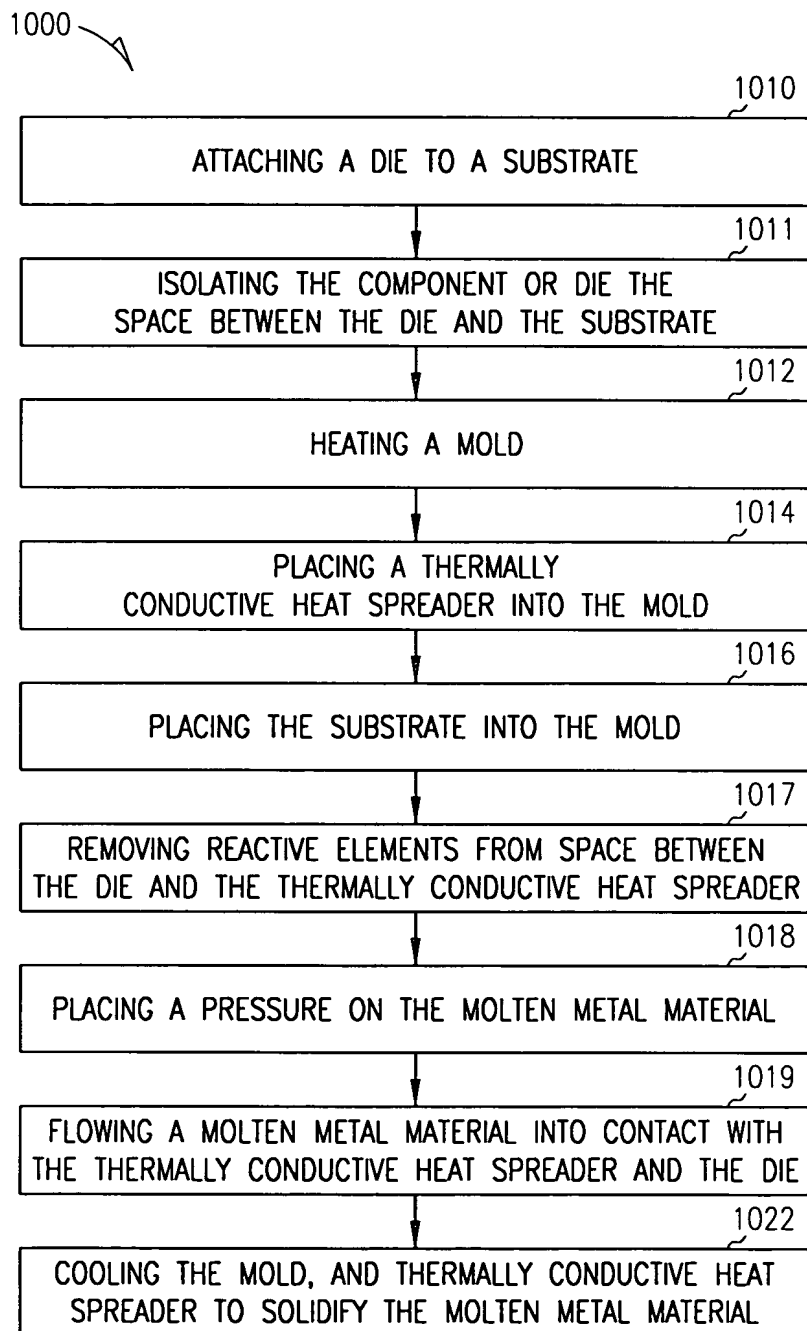 1000
1010
ATTACHING A DIE TO A SUBSTRATE
1011
ISOLATING THE COMPONENT OR DIE THE
SPACE BETWEEN THE DIE AND THE SUBSTRATE
1012
HEATING A MOLD
1014
PLACING A THERMALLY
CONDUCTIVE HEAT SPREADER INTO THE MOLD
1016
PLACING THE SUBSTRATE INTO THE MOLD
1017
REMOVING REACTIVE ELEMENTS FROM SPACE BETWEEN
THE DIE AND THE THERMALLY CONDUCTIVE HEAT SPREADER
1018
PLACING A PRESSURE ON THE MOLTEN METAL MATERIAL
1019
FLOWING A MOLTEN METAL MATERIAL INTO CONTACT WITH
THE THERMALLY CONDUCTIVE HEAT SPREADER AND THE DIE
1022
COOLING THE MOLD, AND THERMALLY CONDUCTIVE HEAT
SPREADER TO SOLIDIFY THE MOLTEN METAL MATERIAL